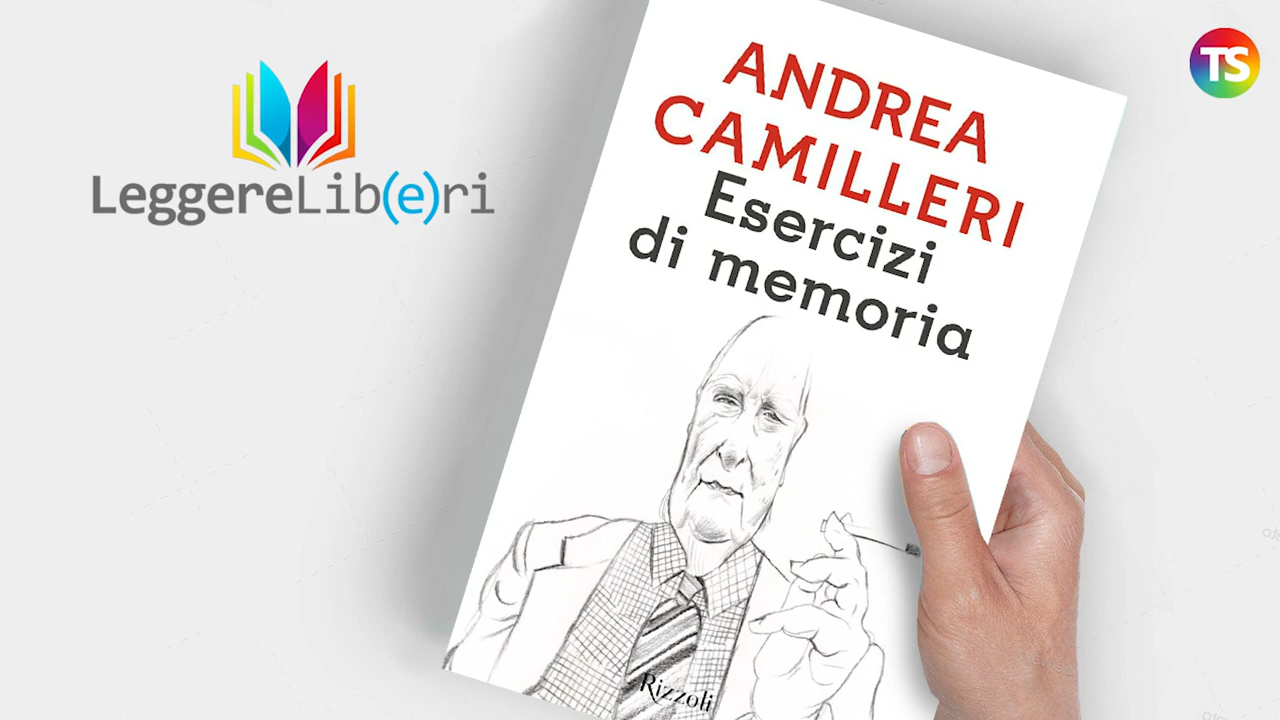 LeggereLib(e)ri
TS
ANDREA
CAMILLERI
Esercizi
di memoria
Rizzoli